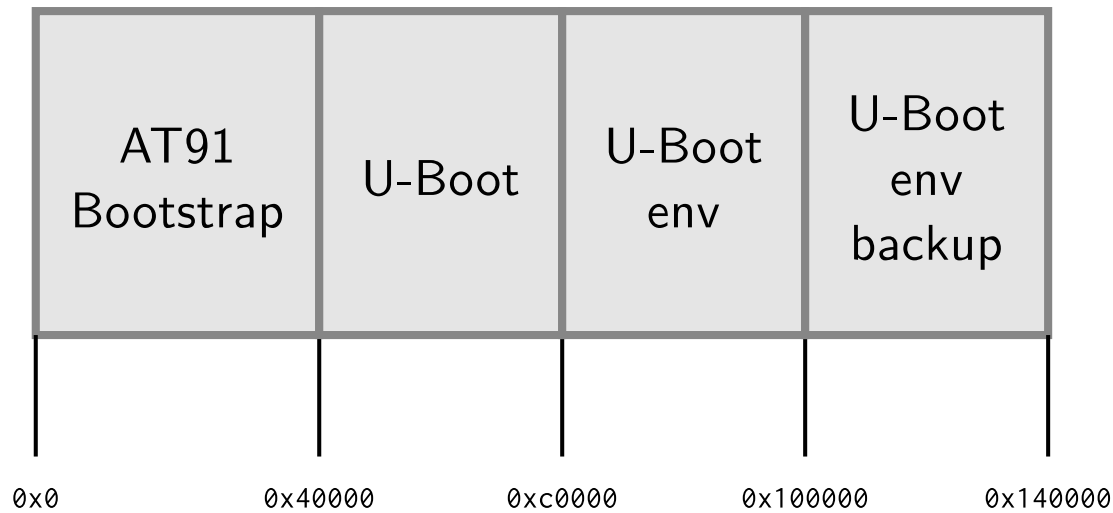 AT91
Bootstrap
U-Boot
U-Boot
env
U-Boot
env
backup
0x0
0x40000
0xc0000
0x100000
0x140000